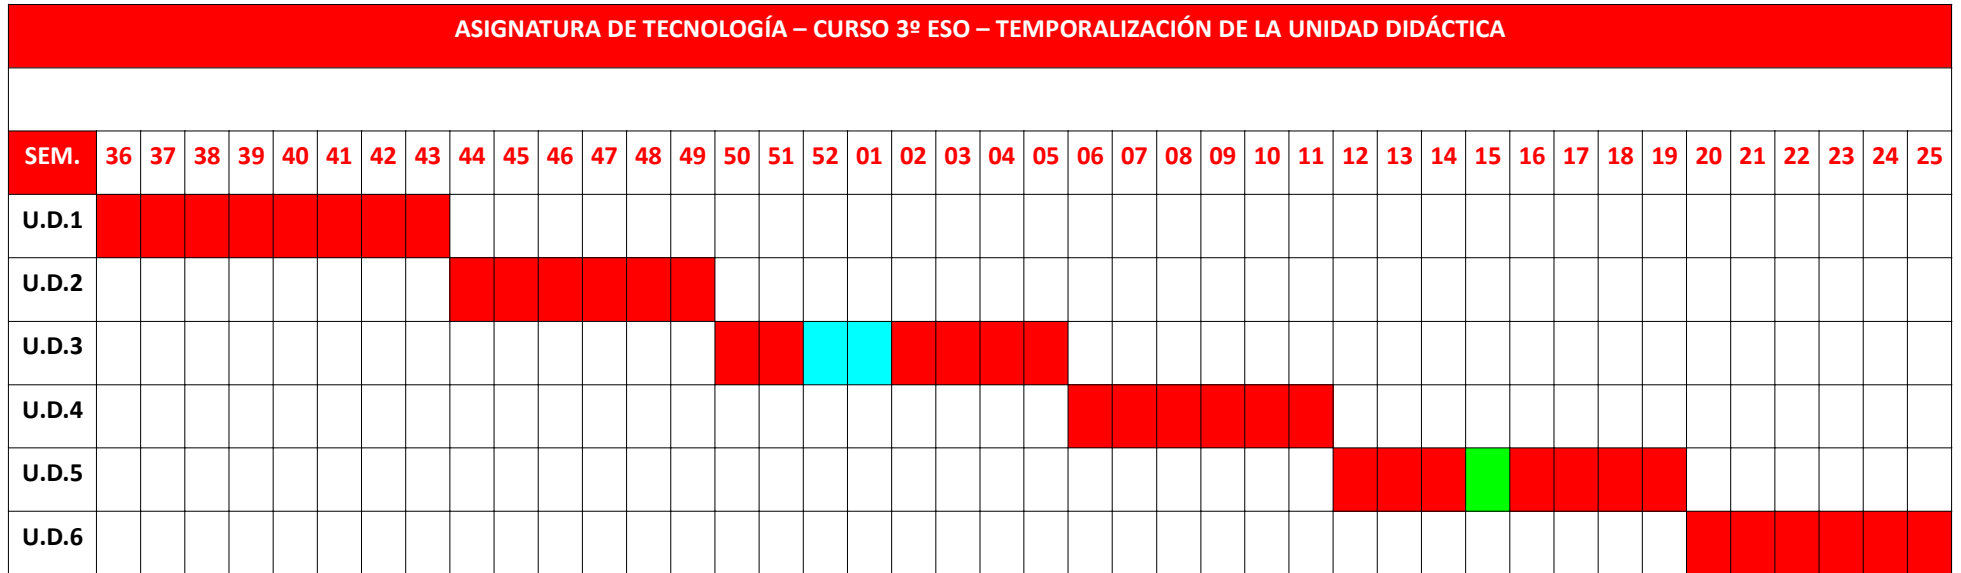 ASIGNATURA DE TECNOLOGÍA – CURSO 3º ESO – TEMPORALIZACIÓN DE LA UNIDAD DIDÁCTICA
SEM. 36 37 38 39 40 41 42 43 44 45 46 47 48 49 50 51 52 01 02 03 04 05 06 07 08 09 10 11 12 13 14 15 16 17 18 19 20 21 22 23 24 25
U.D.1
U.D.2
U.D.3
U.D.4
U.D.5
U.D.6